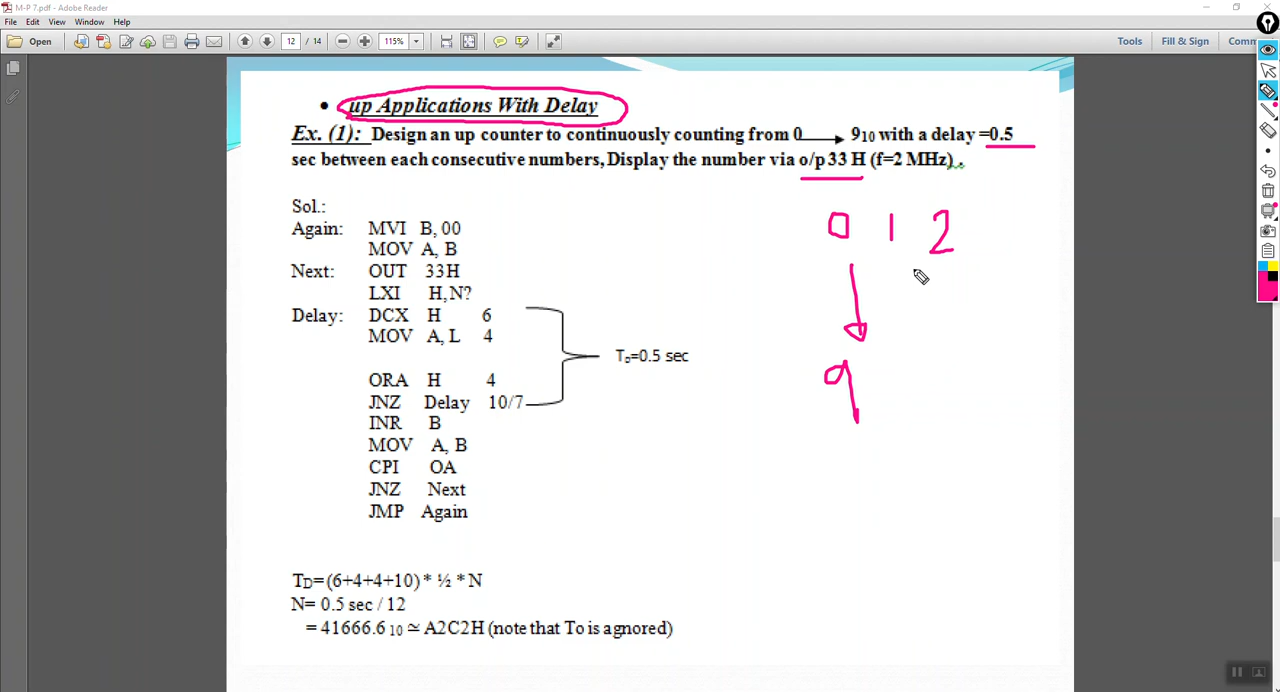 M-P 7.pdf - Adobe Reader
File Edit View Window Help
Open 12 / 14 115% Tools Fill & Sign Comm
• up Applications With Delay
Ex. (1): Design an up counter to continuously counting from 0 → 9₁₀ with a delay =0.5
sec between each consecutive numbers, Display the number via o/p 33 H (f=2 MHz) .
Sol.:
Again: MVI B, 00
MOV A, B
Next: OUT 33H
LXI H, N?
Delay: DCX H 6
MOV A, L 4
ORA H 4
JNZ Delay 10/7
INR B
MOV A, B
CPI OA
JNZ Next
JMP Again
T_D=0.5 sec
0 1 2
9
TD=(6+4+4+10) * ½ * N
N= 0.5 sec / 12
= 41666.6 ₁₀ ≃ A2C2H (note that To is agnored)